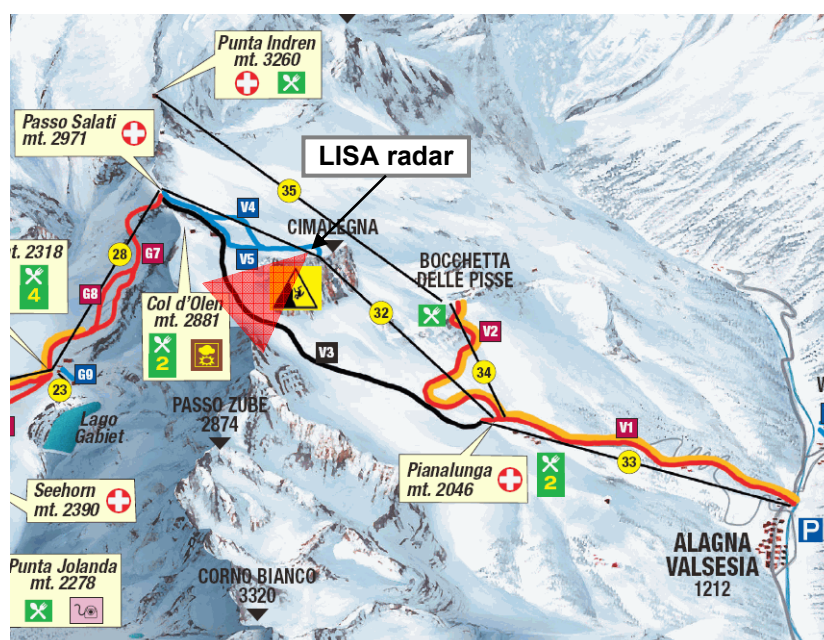 Punta Indren
mt. 3260
Passo Salati
mt. 2971
LISA radar
35
V4
CIMALEGNA
V5
BOCCHETTA
DELLE PISSE
t. 2318
4
28
G7
G8
Col d'Olen
mt. 2881
2
32
V2
V3
34
G9
23
Lago
Gabiet
PASSO ZUBE
2874
V1
33
Pianalunga
mt. 2046
2
P
Seehorn
mt. 2390
ALAGNA
VALSESIA
1212
Punta Jolanda
mt. 2278
CORNO BIANCO
3320